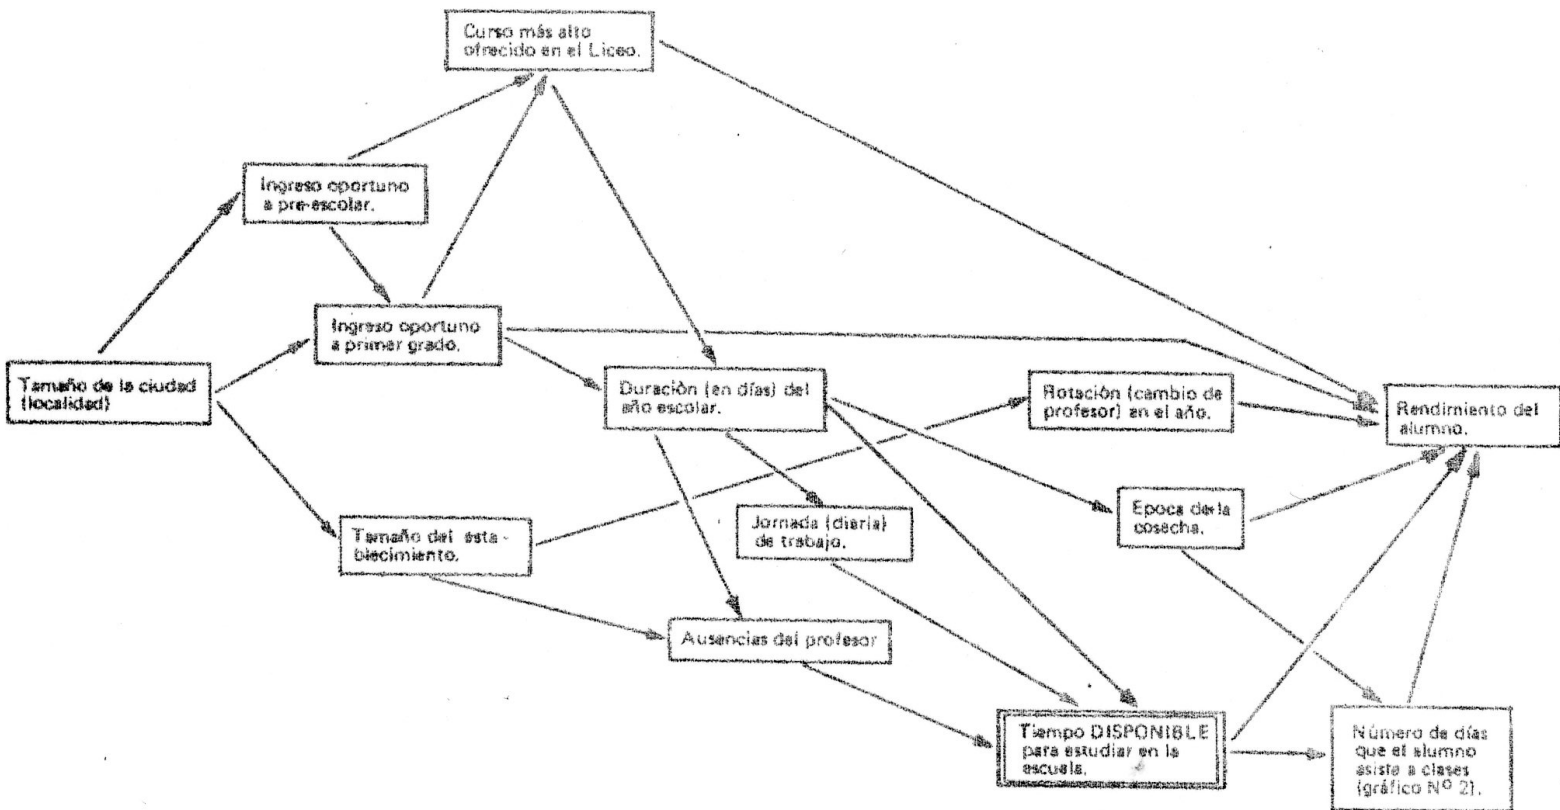 Curso más alto
ofrecido en el Liceo.
Ingreso oportuno
a pre-escolar.
Ingreso oportuno
a primer grado.
Tamaño de la ciudad
(localidad)
Duración (en días) del
año escolar.
Rotación (cambio de
profesor) en el año.
Rendimiento del
alumno.
Tamaño del esta-
blecimiento.
Jornada (diaria)
de trabajo.
Epoca de la
cosecha.
Ausencias del profesor
Tiempo DISPONIBLE
para estudiar en la
escuela.
Número de días
que el alumno
asiste a clases
(gráfico Nº 2).